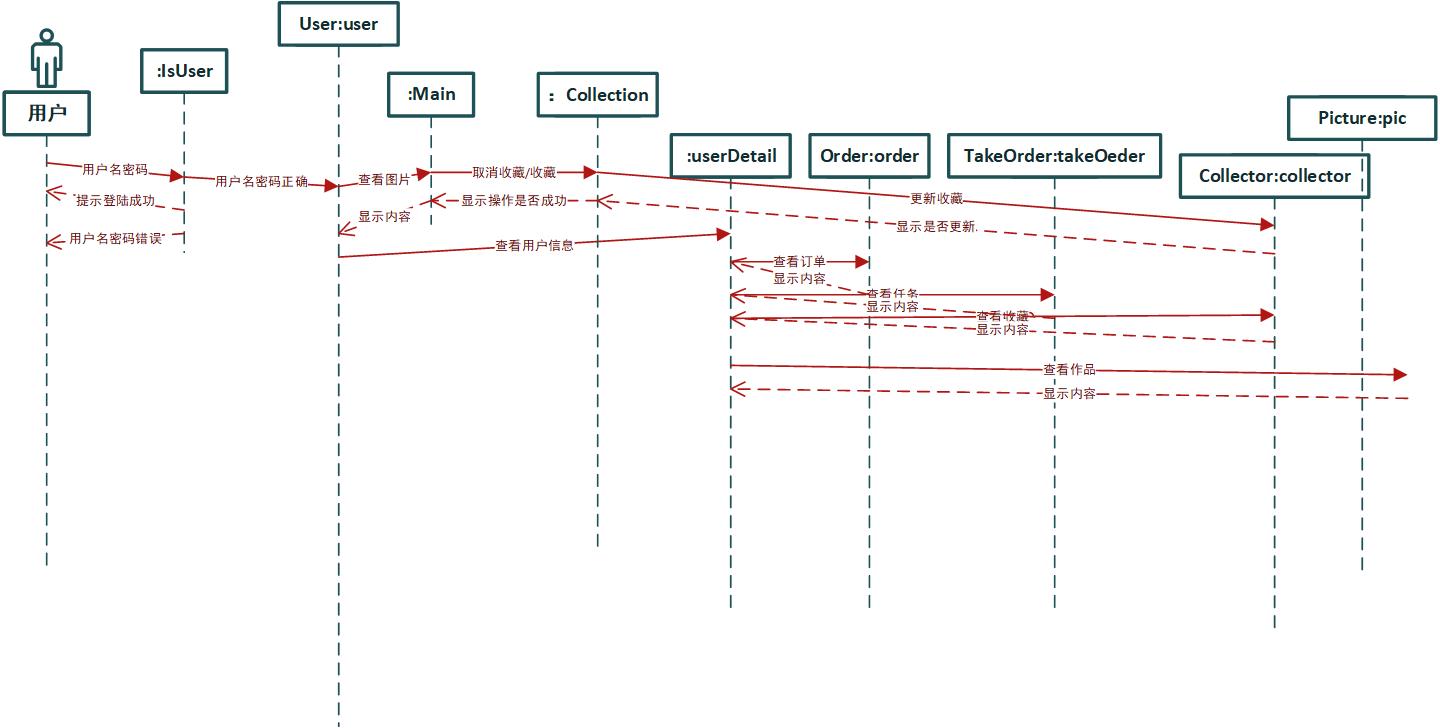 User:user
:IsUser
:Main
：Collection
用户
Picture:pic
:userDetail
Order:order
TakeOrder:takeOeder
Collector:collector
用户名密码
用户名密码正确
查看图片
取消收藏/收藏
"提示登陆成功
显示操作是否成功
更新收藏
显示内容
显示是否更新.
用户名密码错误"
查看用户信息
查看订单
显示内容
查看任务
显示内容
查看收藏
显示内容
查看作品
显示内容